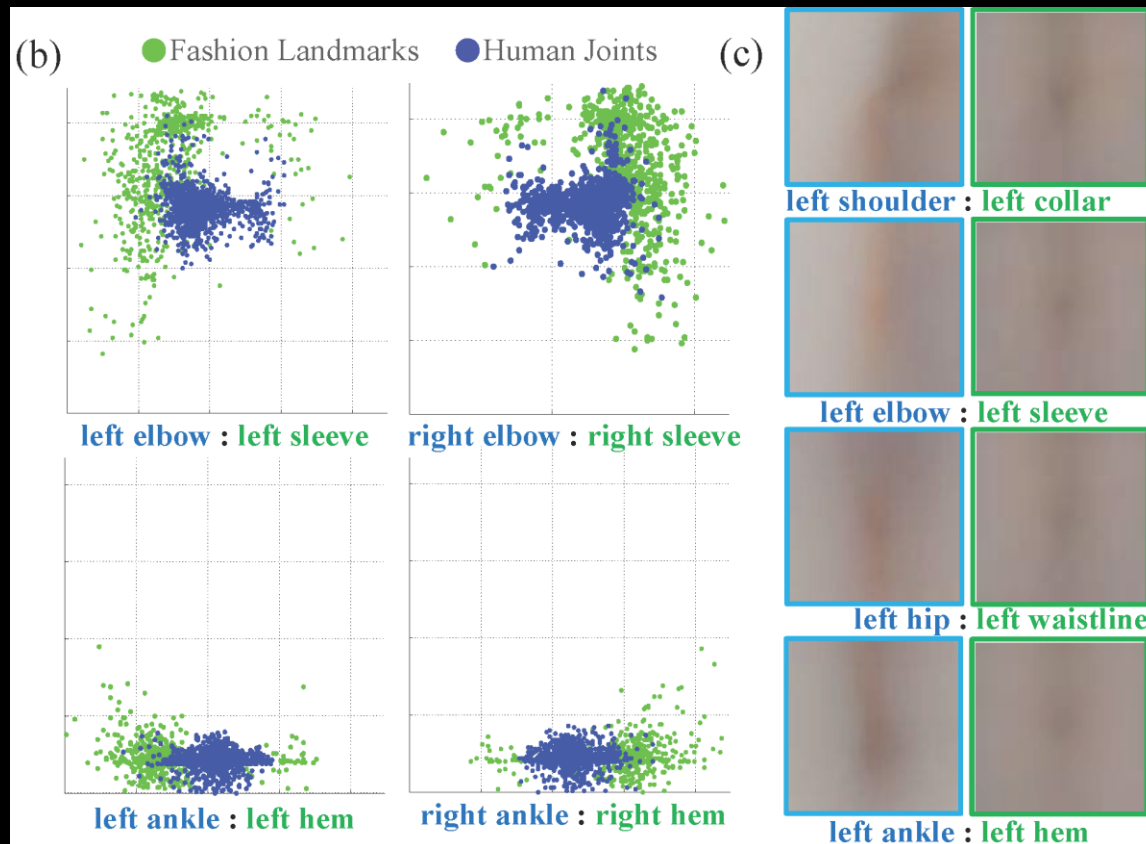 (b) Fashion Landmarks Human Joints (c)
left elbow : left sleeve
right elbow : right sleeve
left ankle : left hem
right ankle : right hem
left shoulder : left collar
left elbow : left sleeve
left hip : left waistline
left ankle : left hem